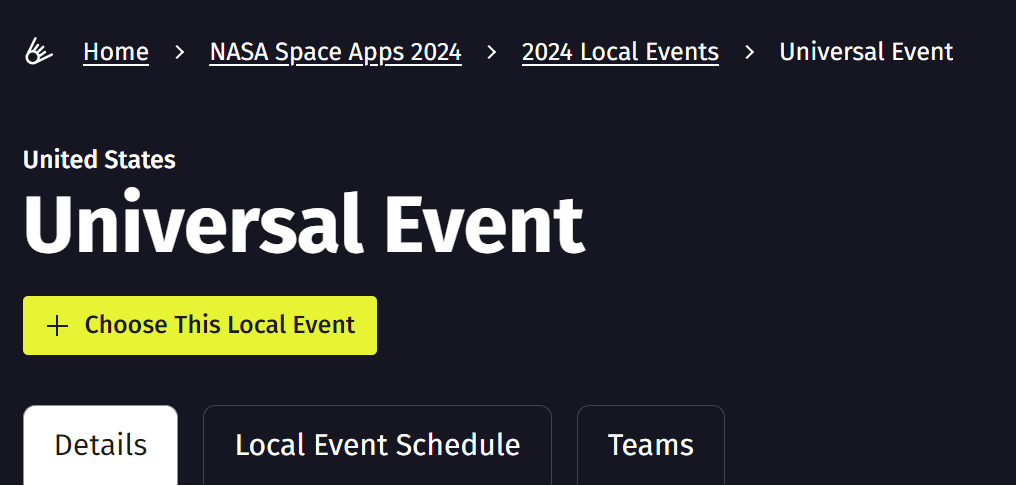 Home > NASA Space Apps 2024 > 2024 Local Events > Universal Event
United States
Universal Event
+ Choose This Local Event
Details Local Event Schedule Teams